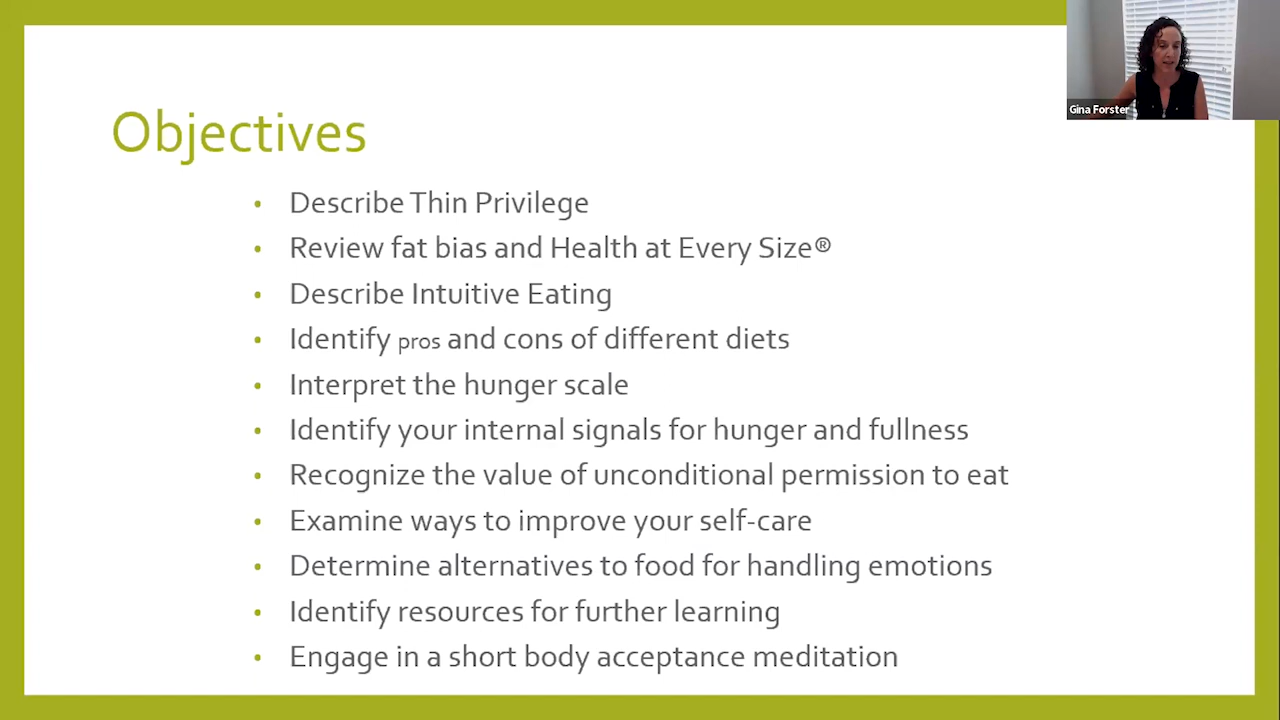 Gina Forster
Objectives
• Describe Thin Privilege
• Review fat bias and Health at Every Size®
• Describe Intuitive Eating
• Identify pros and cons of different diets
• Interpret the hunger scale
• Identify your internal signals for hunger and fullness
• Recognize the value of unconditional permission to eat
• Examine ways to improve your self-care
• Determine alternatives to food for handling emotions
• Identify resources for further learning
• Engage in a short body acceptance meditation